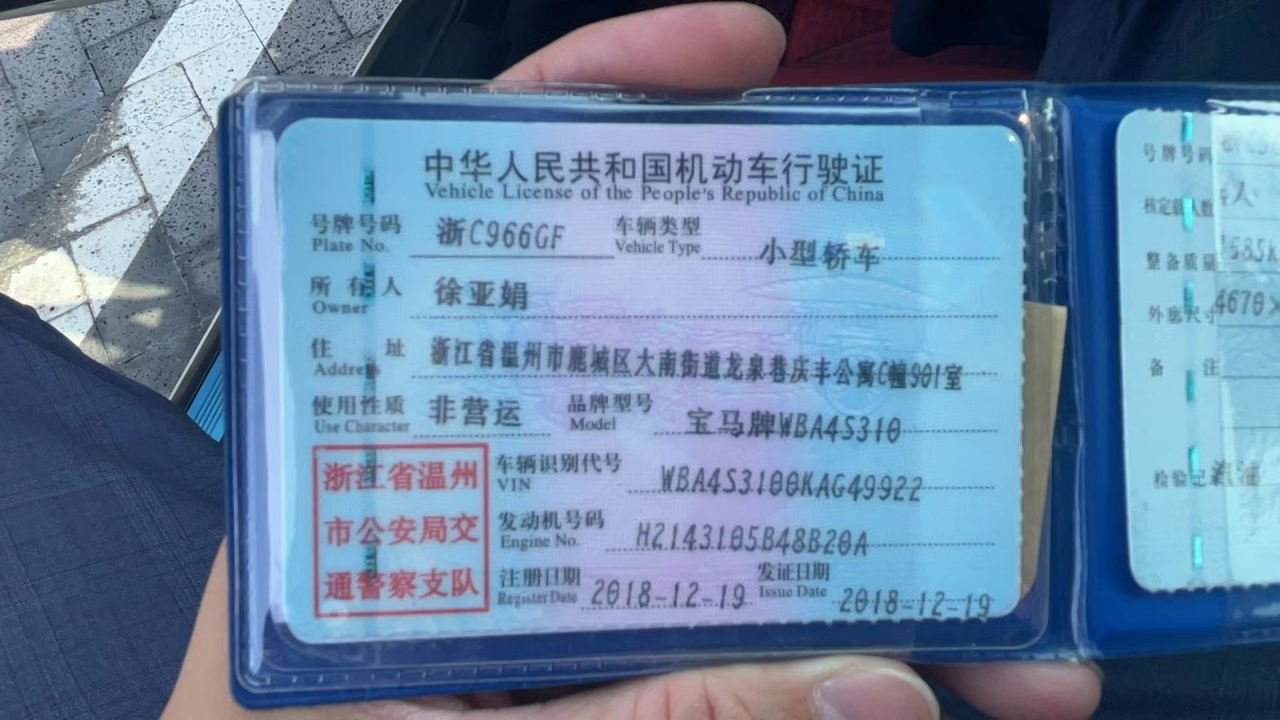 中华人民共和国机动车行驶证
Vehicle License of the People's Republic of China
号牌号码 浙C966GF 车辆类型 小型轿车
Plate No. Vehicle Type
所有人 徐亚娟
Owner
住址 浙江省温州市鹿城区大南街道龙泉巷庆丰公寓C幢901室
Address
使用性质 非营运 品牌型号 宝马牌WBA4S310
Use Character Model
浙江省温州
市公安局交
通警察支队
车辆识别代号 WBA4S3100KAG49922
VIN
发动机号码 H2143105B48B20A
Engine No.
注册日期 2018-12-19 发证日期 2018-12-19
Register Date Issue Date
号牌号码
核定载人数 人
整备质量
外廓尺寸 4670×
备注
检验记录